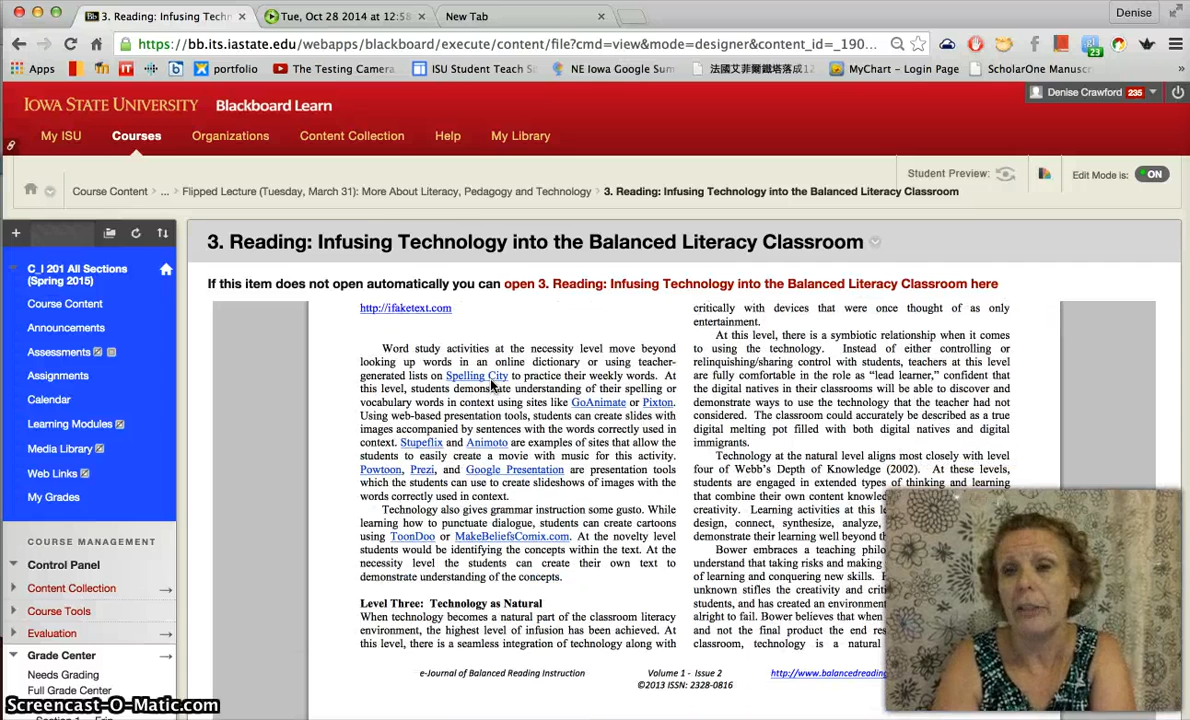 3. Reading: Infusing Techn
Tue, Oct 28 2014 at 12:58
New Tab
Denise
https://bb.its.iastate.edu/webapps/blackboard/execute/content/file?cmd=view&mode=designer&content_id=_190...
23
Apps
portfolio
The Testing Camera
ISU Student Teach S
NE Iowa Google Sum
法國艾菲爾鐵塔落成12
MyChart - Login Page
ScholarOne Manuscr
IOWA STATE UNIVERSITY
Blackboard Learn
Denise Crawford 235
My ISU
Courses
Organizations
Content Collection
Help
My Library
Student Preview:
Edit Mode is: ON
Course Content > ... > Flipped Lecture (Tuesday, March 31): More About Literacy, Pedagogy and Technology > 3. Reading: Infusing Technology into the Balanced Literacy Classroom
C_I 201 All Sections
(Spring 2015)
Course Content
Announcements
Assessments
Assignments
Calendar
Learning Modules
Media Library
Web Links
My Grades
COURSE MANAGEMENT
Control Panel
Content Collection
Course Tools
Evaluation
Grade Center
Needs Grading
Full Grade Center
3. Reading: Infusing Technology into the Balanced Literacy Classroom
If this item does not open automatically you can open 3. Reading: Infusing Technology into the Balanced Literacy Classroom here
http://ifaketext.com
Word study activities at the necessity level move beyond
looking up words in an online dictionary or using teacher-
generated lists on Spelling City to practice their weekly words. At
this level, students demonstrate understanding of their spelling or
vocabulary words in context using sites like GoAnimate or Pixton.
Using web-based presentation tools, students can create slides with
images accompanied by sentences with the words correctly used in
context. Stupeflix and Animoto are examples of sites that allow the
students to easily create a movie with music for this activity.
Powtoon, Prezi, and Google Presentation are presentation tools
which the students can use to create slideshows of images with the
words correctly used in context.
Technology also gives grammar instruction some gusto. While
learning how to punctuate dialogue, students can create cartoons
using ToonDoo or MakeBeliefsComix.com. At the novelty level
students would be identifying the concepts within the text. At the
necessity level the students can create their own text to
demonstrate understanding of the concepts.
Level Three: Technology as Natural
When technology becomes a natural part of the classroom literacy
environment, the highest level of infusion has been achieved. At
this level, there is a seamless integration of technology along with
critically with devices that were once thought of as only
entertainment.
At this level, there is a symbiotic relationship when it comes
to using the technology. Instead of either controlling or
relinquishing/sharing control with students, teachers at this level
are fully comfortable in the role as “lead learner,” confident that
the digital natives in their classrooms will be able to discover and
demonstrate ways to use the technology that the teacher had not
considered. The classroom could accurately be described as a true
digital melting pot filled with both digital natives and digital
immigrants.
Technology at the natural level aligns most closely with level
four of Webb’s Depth of Knowledge (2002). At these levels,
students are engaged in extended types of thinking and learning
that combine their own content knowled
creativity. Learning activities at this le
design, connect, synthesize, analyze,
demonstrate their learning well beyond th
Bower embraces a teaching philo
understand that taking risks and making
of learning and conquering new skills. F
unknown stifles the creativity and criti
students, and has created an environment
alright to fail. Bower believes that when
and not the final product the end res
classroom, technology is a natural
e-Journal of Balanced Reading Instruction
Volume 1 - Issue 2
©2013 ISSN: 2328-0816
http://www.balancedreading
Screencast-O-Matic.com